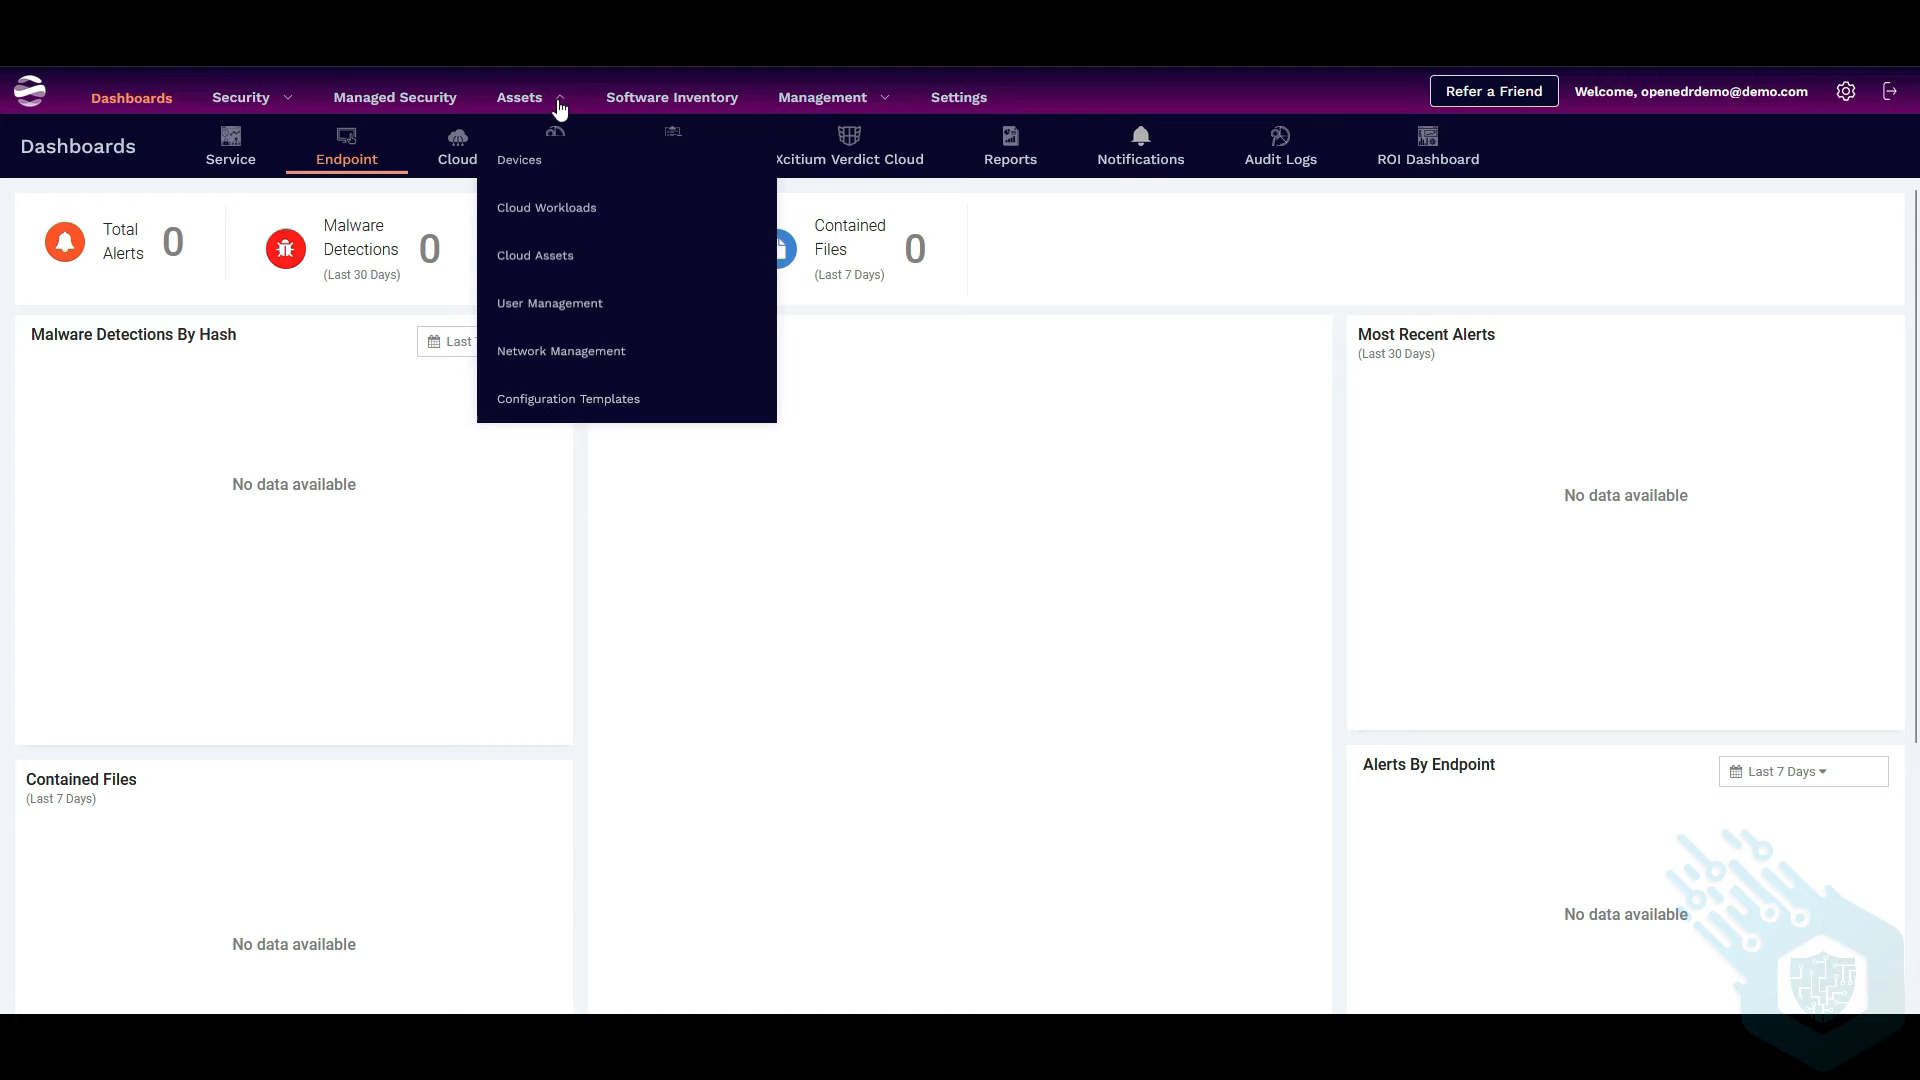 Dashboards Security Managed Security Assets Software Inventory Management Settings Refer a Friend Welcome, openedrdemo@demo.com
Dashboards Service Endpoint Cloud Xcitium Verdict Cloud Reports Notifications Audit Logs ROI Dashboard
Devices
Cloud Workloads
Cloud Assets
User Management
Network Management
Configuration Templates
Total
Alerts
0
Malware
Detections
(Last 30 Days)
0
Contained
Files
(Last 7 Days)
0
Malware Detections By Hash
Last
No data available
Most Recent Alerts
(Last 30 Days)
No data available
Contained Files
(Last 7 Days)
No data available
Alerts By Endpoint
Last 7 Days
No data available